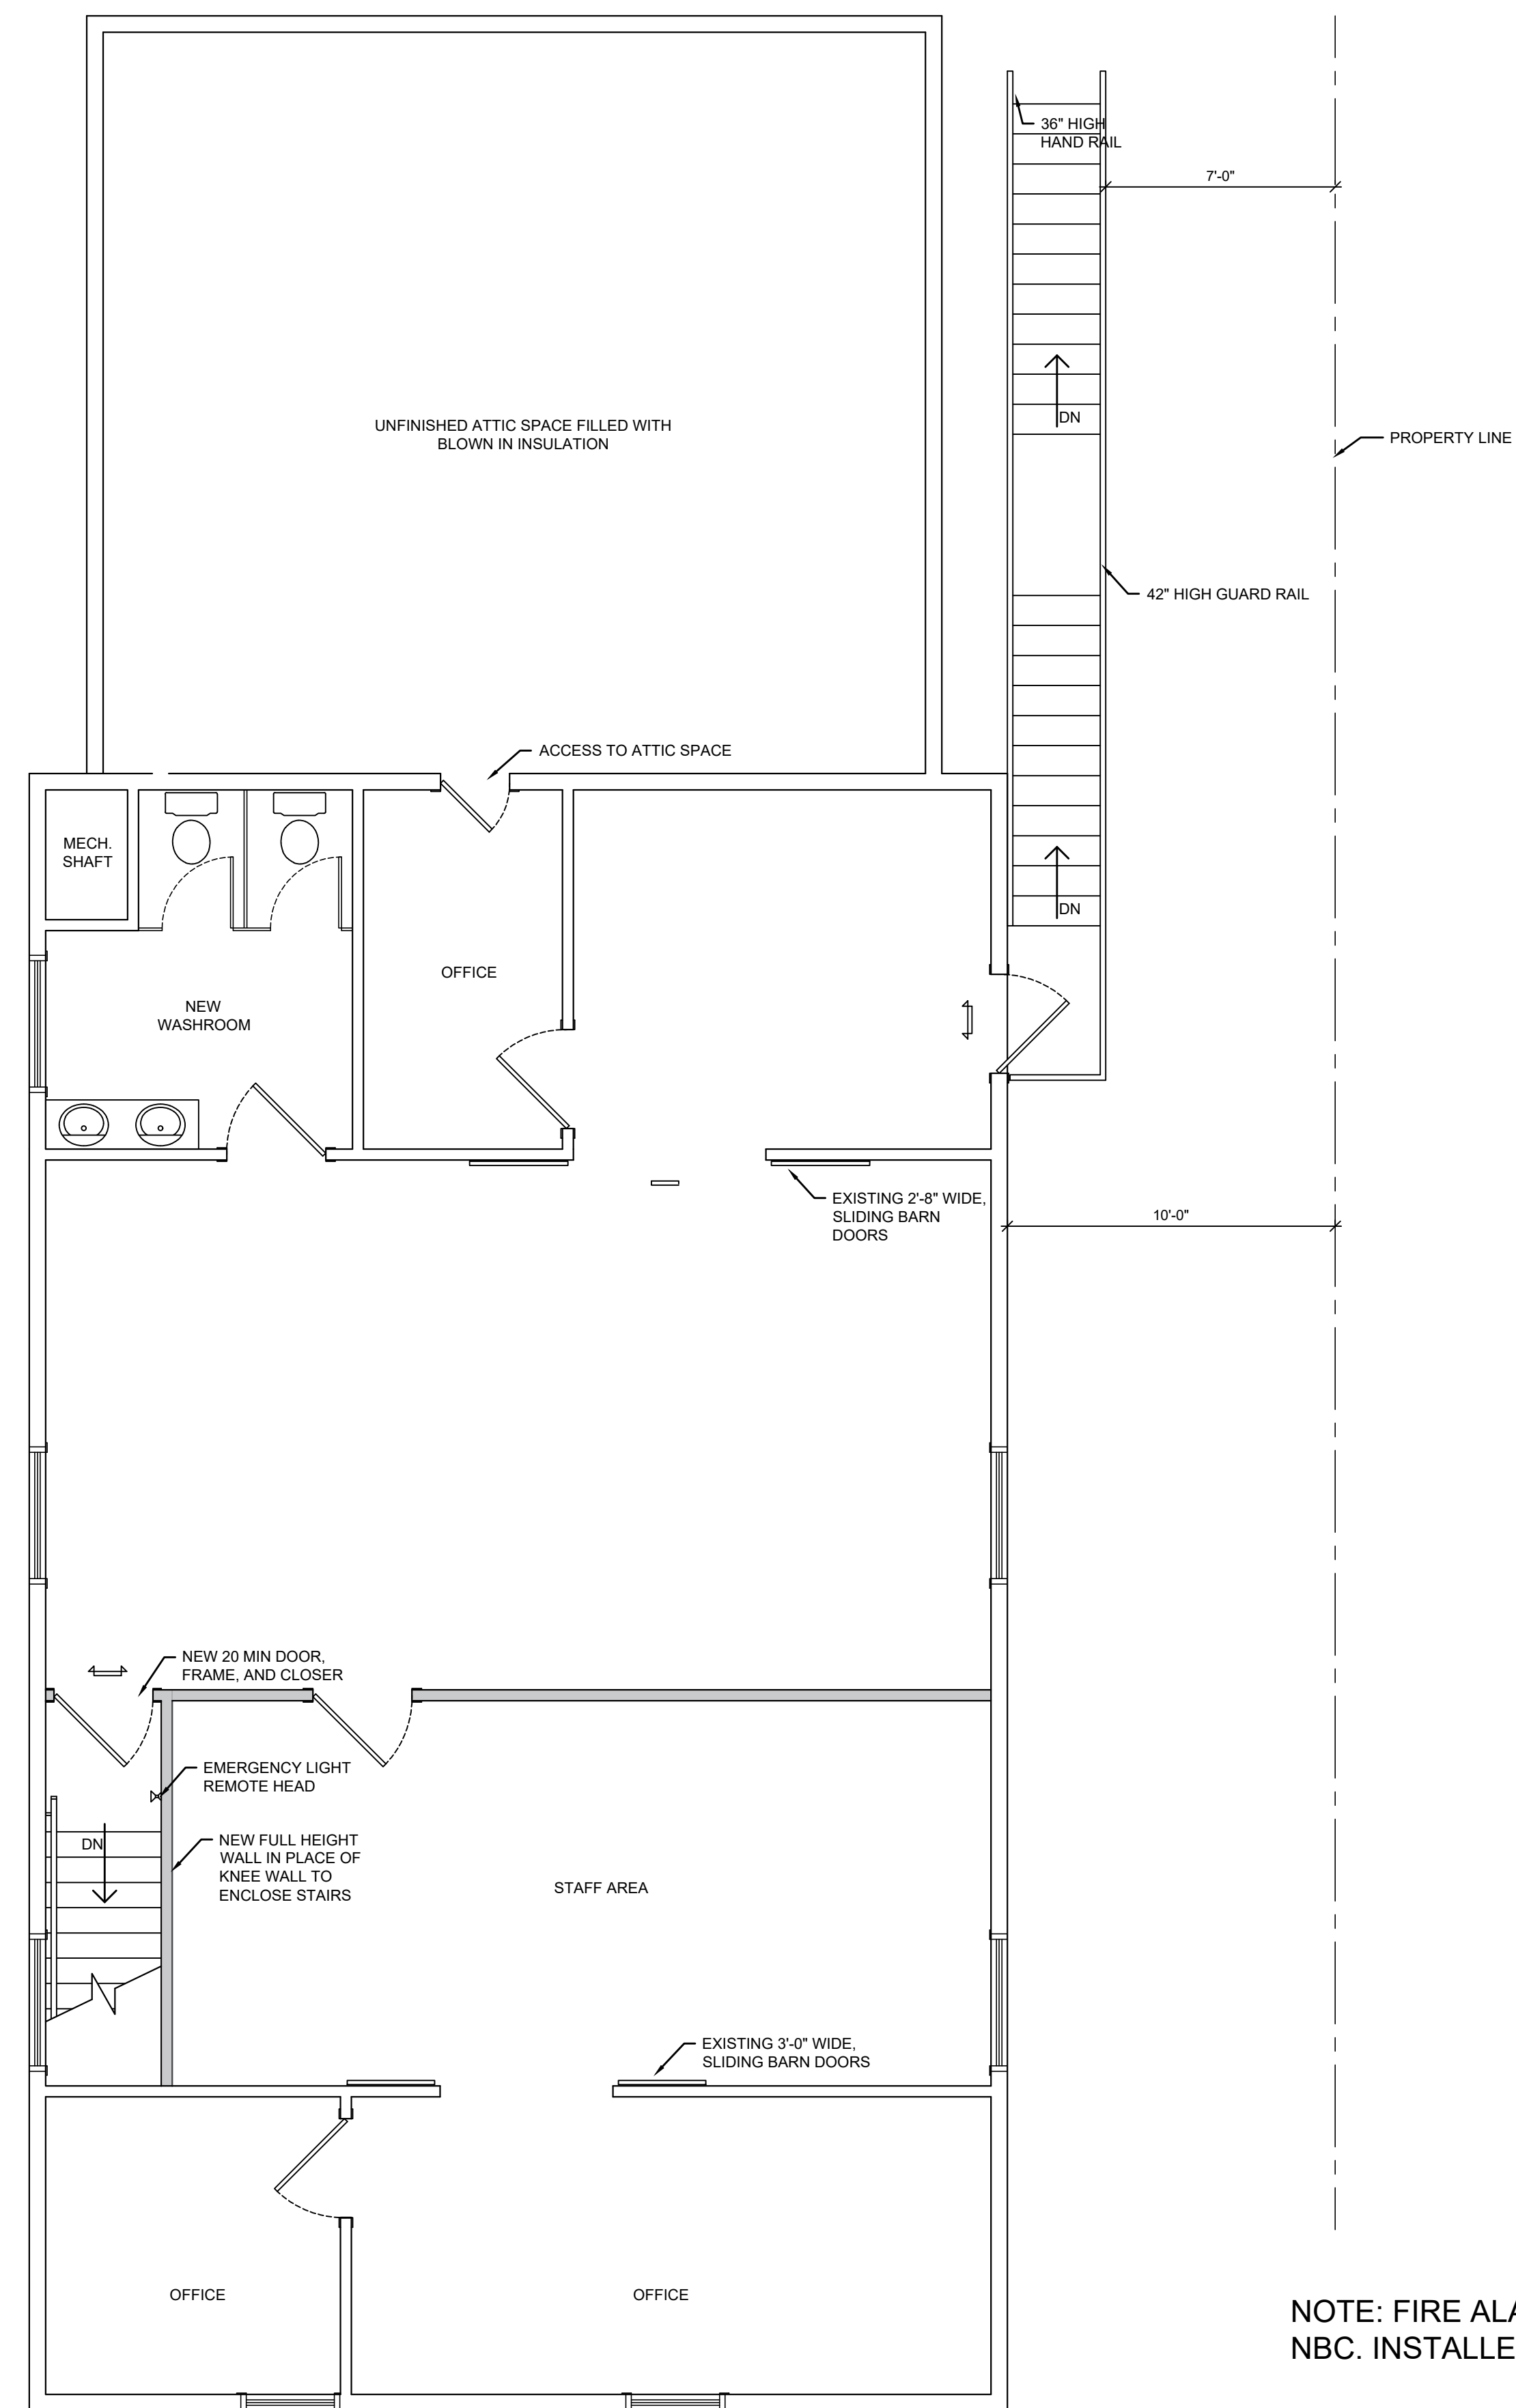 36" HIGH
HAND RAIL
7'-0"
DN
UNFINISHED ATTIC SPACE FILLED WITH
BLOWN IN INSULATION
PROPERTY LINE
42" HIGH GUARD RAIL
ACCESS TO ATTIC SPACE
MECH.
SHAFT
DN
OFFICE
NEW
WASHROOM
EXISTING 2'-8" WIDE,
SLIDING BARN
DOORS
10'-0"
NEW 20 MIN DOOR,
FRAME, AND CLOSER
EMERGENCY LIGHT
REMOTE HEAD
DN
NEW FULL HEIGHT
WALL IN PLACE OF
KNEE WALL TO
ENCLOSE STAIRS
STAFF AREA
EXISTING 3'-0" WIDE,
SLIDING BARN DOORS
OFFICE
OFFICE
NOTE: FIRE
NBC.